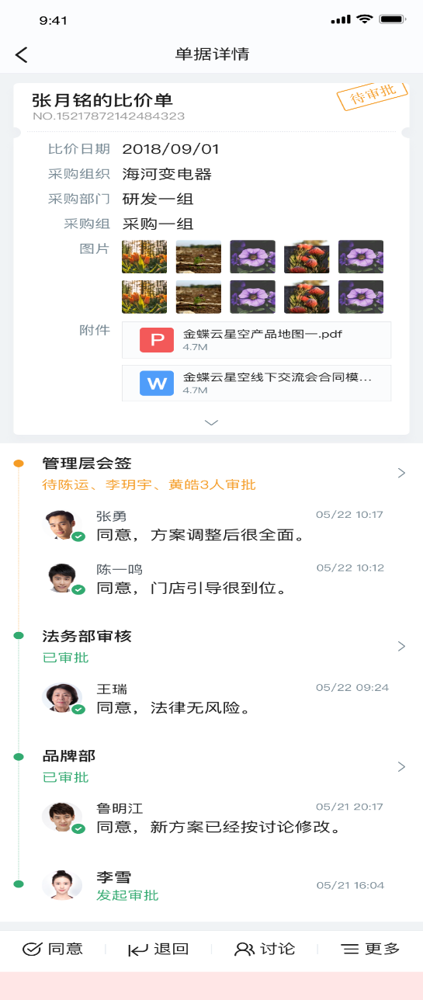 9:41
单据详情
张月铭的比价单
待审批
NO.15217872142484323
比价日期 2018/09/01
采购组织 海河变电器
采购部门 研发一组
采购组 采购一组
图片
附件
P 金蝶云星空产品地图一.pdf
4.7M
W 金蝶云星空线下交流会合同模...
4.7M
管理层会签
待陈运、李玥宇、黄皓3人审批
张勇 05/22 10:17
同意，方案调整后很全面。
陈一鸣 05/22 10:12
同意，门店引导很到位。
法务部审核
已审批
王瑞 05/22 09:24
同意，法律无风险。
品牌部
已审批
鲁明江 05/21 20:17
同意，新方案已经按讨论修改。
李雪 05/21 16:04
发起审批
同意 退回 讨论 更多